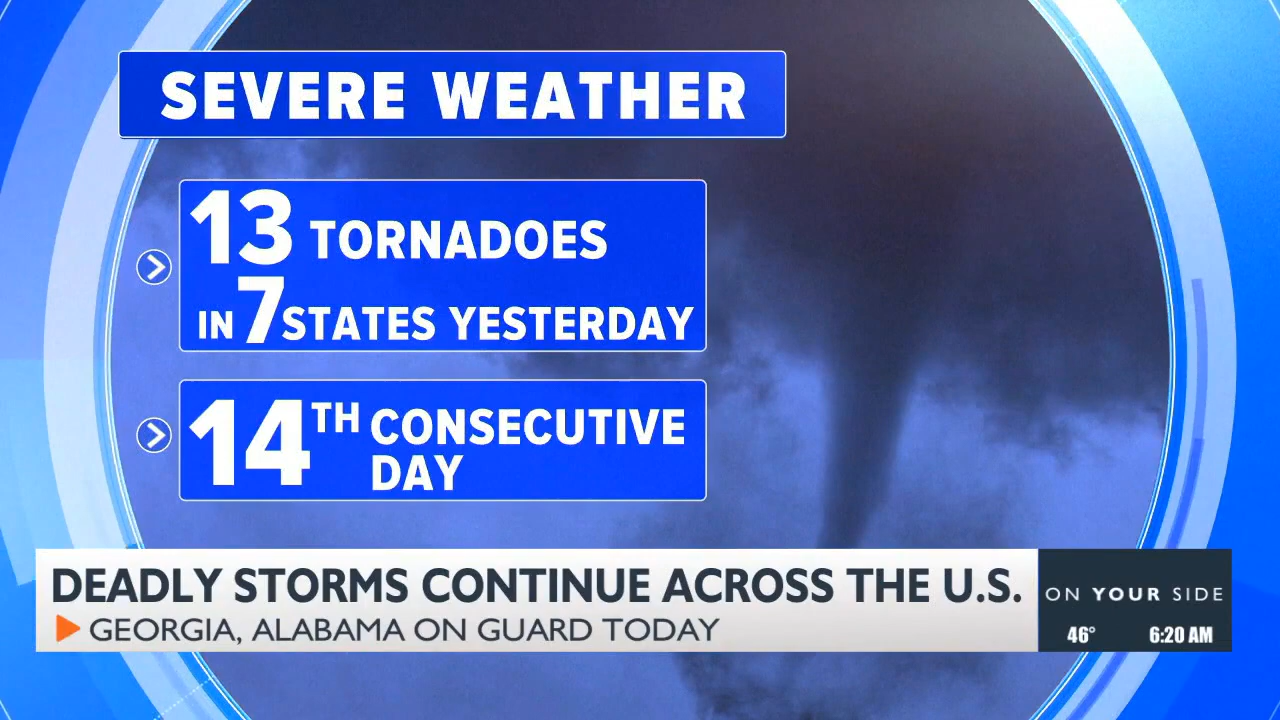 SEVERE WEATHER
13 TORNADOES
IN 7 STATES YESTERDAY
14TH CONSECUTIVE
DAY
DEADLY STORMS CONTINUE ACROSS THE U.S.
GEORGIA, ALABAMA ON GUARD TODAY
ON YOUR SIDE
46° 6:20 AM